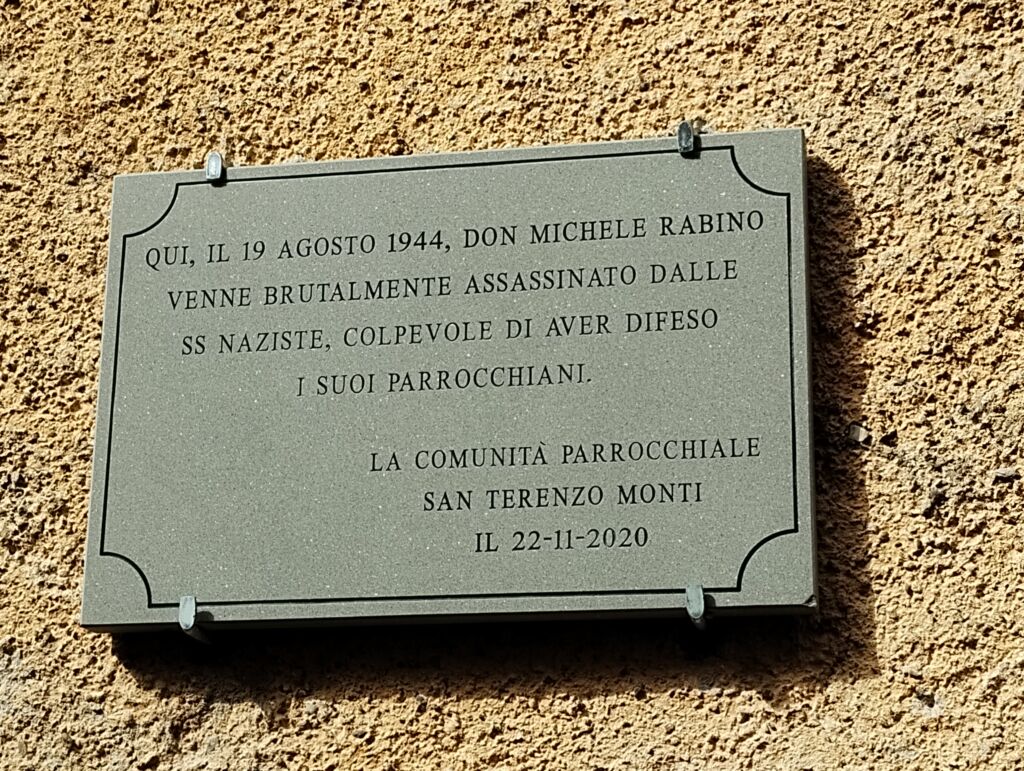 QUI, IL 19 AGOSTO 1944, DON MICHELE RABINO
VENNE BRUTALMENTE ASSASSINATO DALLE
SS NAZISTE, COLPEVOLE DI AVER DIFESO
I SUOI PARROCCHIANI.
LA COMUNITÀ PARROCCHIALE
SAN TERENZO MONTI
IL 22-11-2020